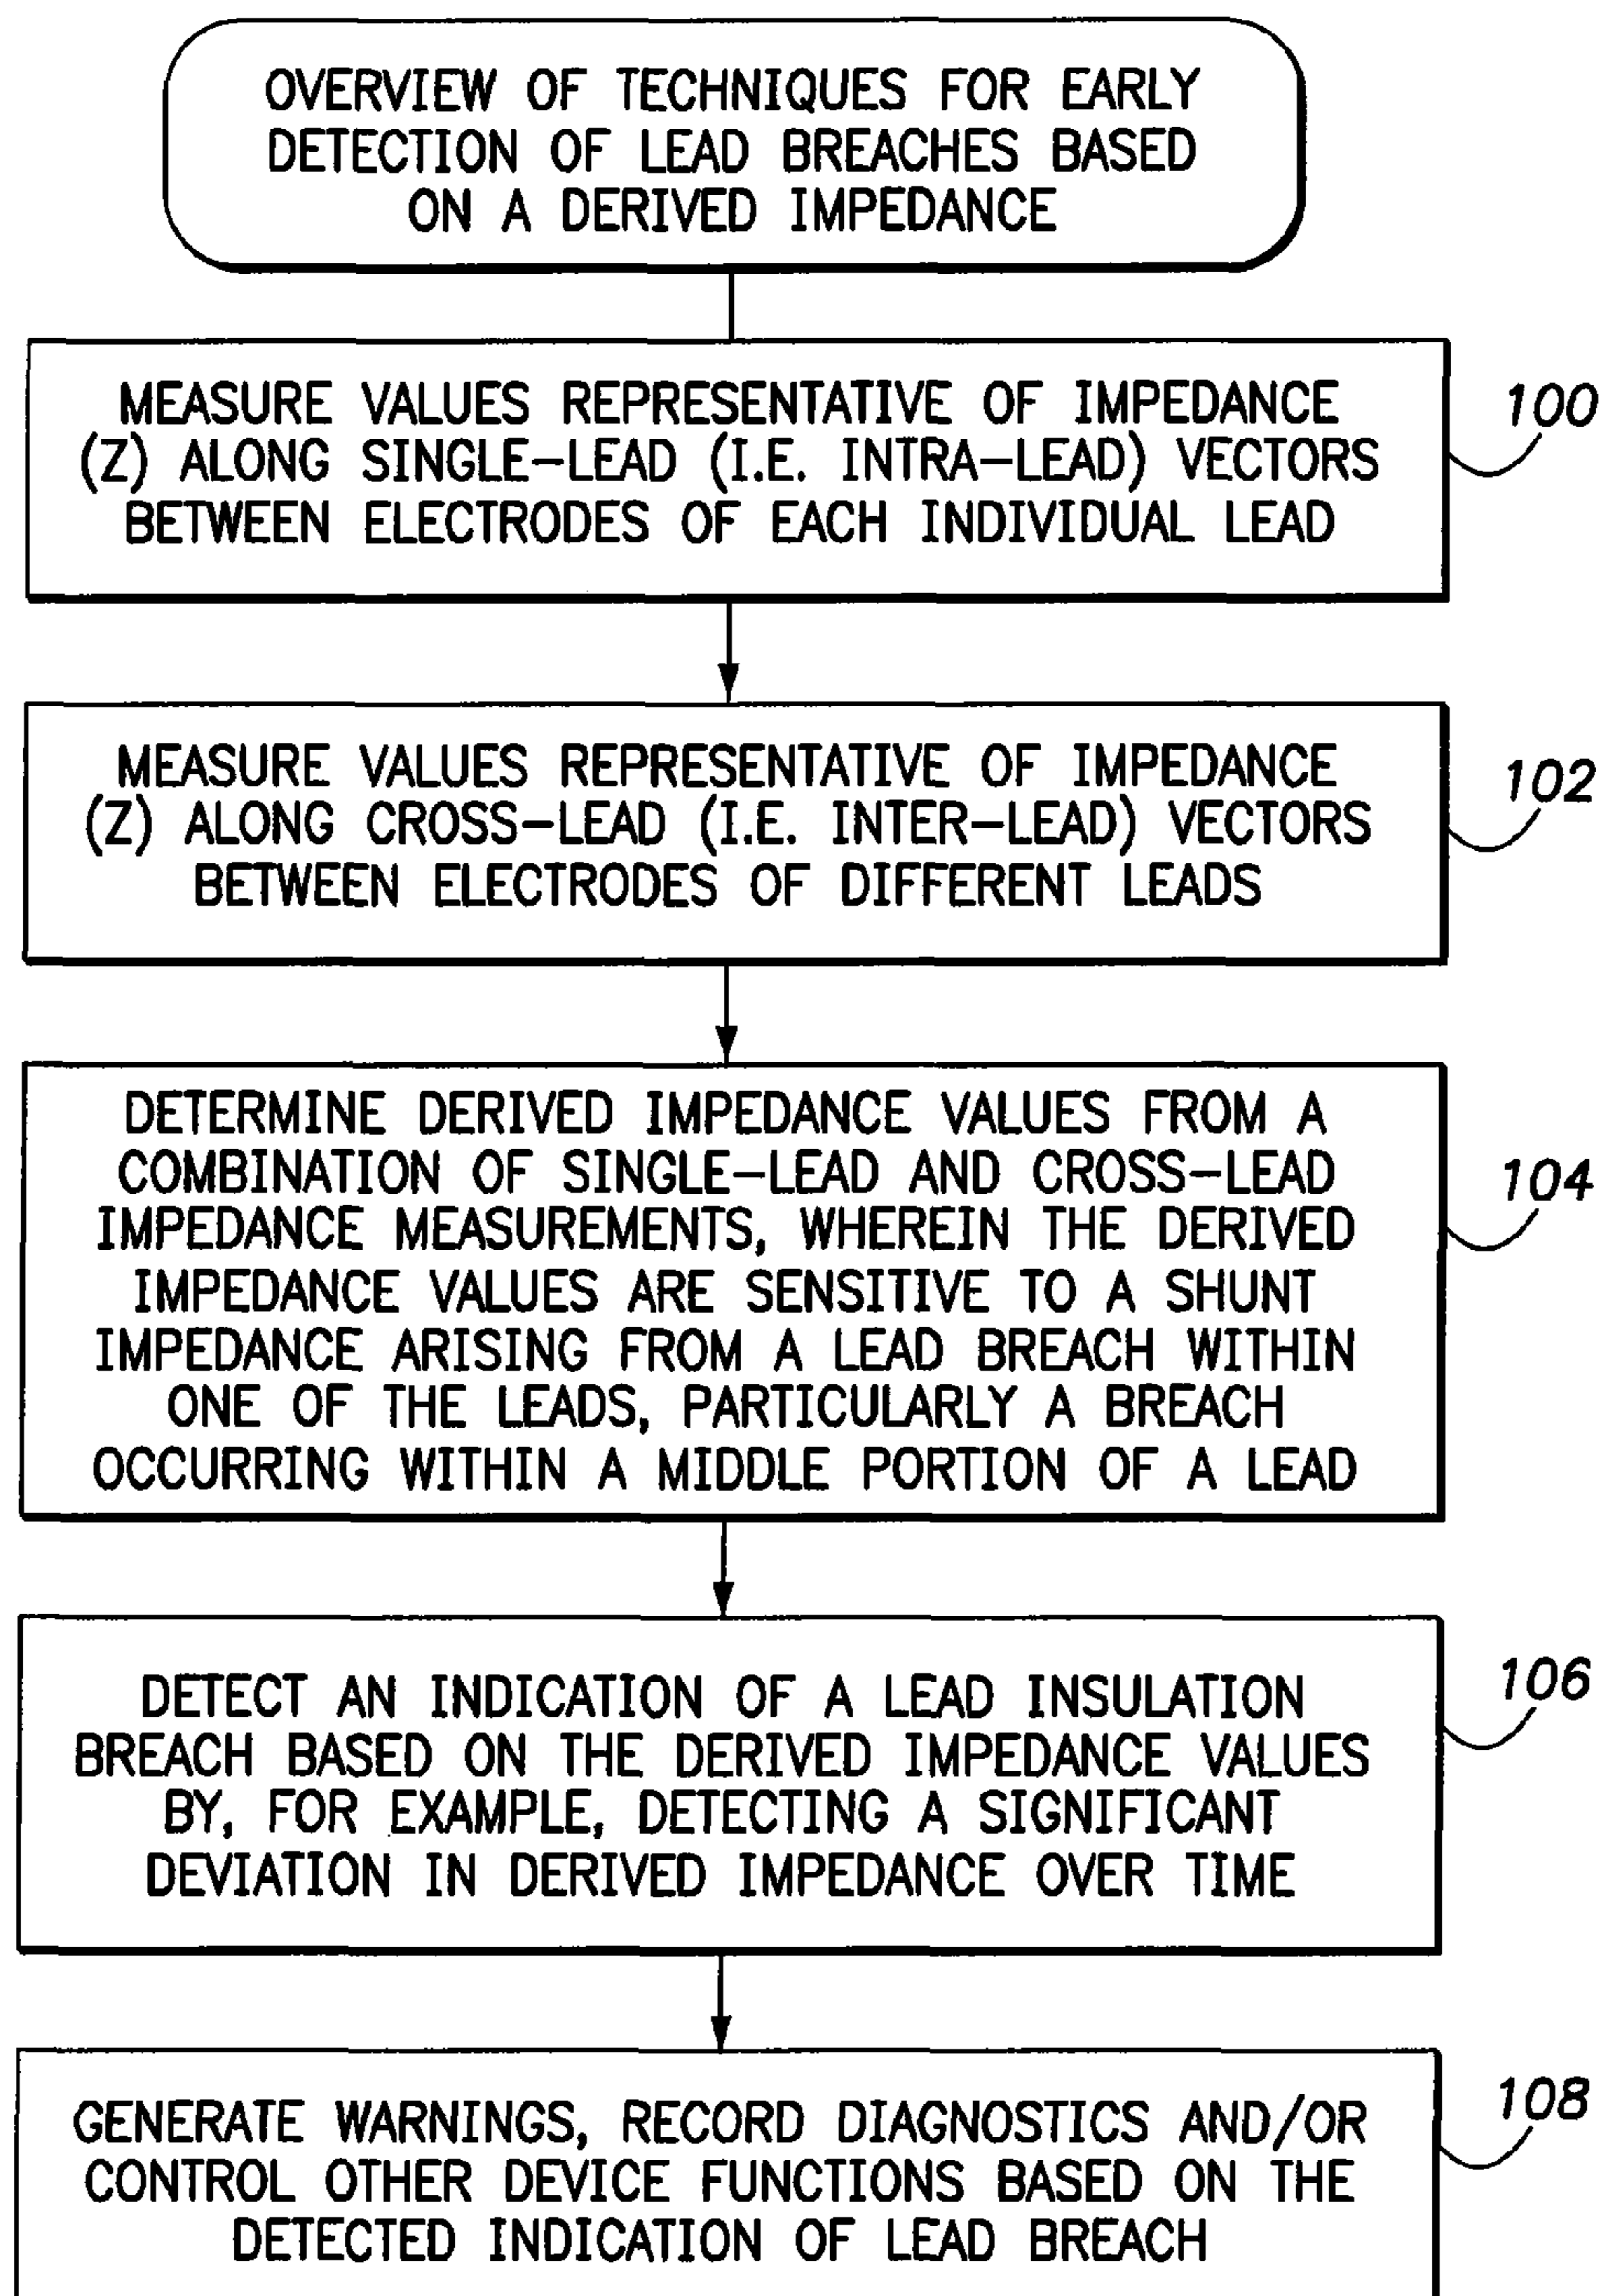 OVERVIEW OF TECHNIQUES FOR EARLY
DETECTION OF LEAD BREACHES BASED
ON A DERIVED IMPEDANCE
MEASURE VALUES REPRESENTATIVE OF IMPEDANCE
(Z) ALONG SINGLE-LEAD (I.E. INTRA-LEAD) VECTORS
BETWEEN ELECTRODES OF EACH INDIVIDUAL LEAD
100
MEASURE VALUES REPRESENTATIVE OF IMPEDANCE
(Z) ALONG CROSS-LEAD (I.E. INTER-LEAD) VECTORS
BETWEEN ELECTRODES OF DIFFERENT LEADS
102
DETERMINE DERIVED IMPEDANCE VALUES FROM A
COMBINATION OF SINGLE-LEAD AND CROSS-LEAD
IMPEDANCE MEASUREMENTS, WHEREIN THE DERIVED
IMPEDANCE VALUES ARE SENSITIVE TO A SHUNT
IMPEDANCE ARISING FROM A LEAD BREACH WITHIN
ONE OF THE LEADS, PARTICULARLY A BREACH
OCCURRING WITHIN A MIDDLE PORTION OF A LEAD
104
DETECT AN INDICATION OF A LEAD INSULATION
BREACH BASED ON THE DERIVED IMPEDANCE VALUES
BY, FOR EXAMPLE, DETECTING A SIGNIFICANT
DEVIATION IN DERIVED IMPEDANCE OVER TIME
106
GENERATE WARNINGS, RECORD DIAGNOSTICS AND/OR
CONTROL OTHER DEVICE FUNCTIONS BASED ON THE
DETECTED INDICATION OF LEAD BREACH
108